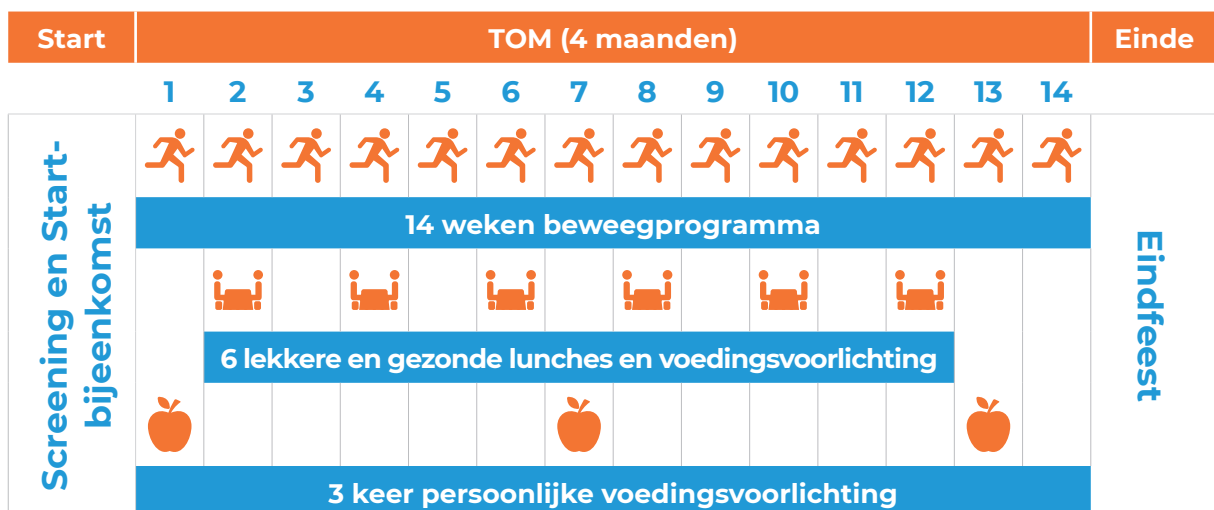 Start TOM (4 maanden) Einde
1 2 3 4 5 6 7 8 9 10 11 12 13 14
Screening en Start-
bijeenkomst
14 weken beweegprogramma
6 lekkere en gezonde lunches en voedingsvoorlichting
3 keer persoonlijke voedingsvoorlichting
Eindfeest